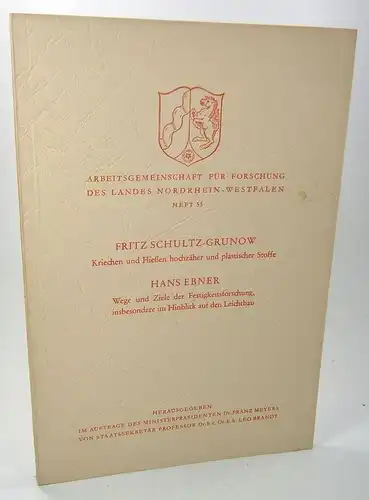 ARBEITSGEMEINSCHAFT FÜR FORSCHUNG
DES LANDES NORDRHEIN-WESTFALEN
HEFT 55
FRITZ SCHULTZ-GRUNOW
Kriechen und Fließen hochzäher und plastischer Stoffe
HANS EBNER
Wege und Ziele der Festigkeitsforschung,
insbesondere im Hinblick auf den Leichtbau
HERAUSGEGEBEN
IM AUFTRAGE DES MINISTERPRÄSIDENTEN Dr. FRANZ MEYERS
VON STAATSSEKRETÄR PROFESSOR Dr. h. c. Dr. E. h. LEO BRANDT